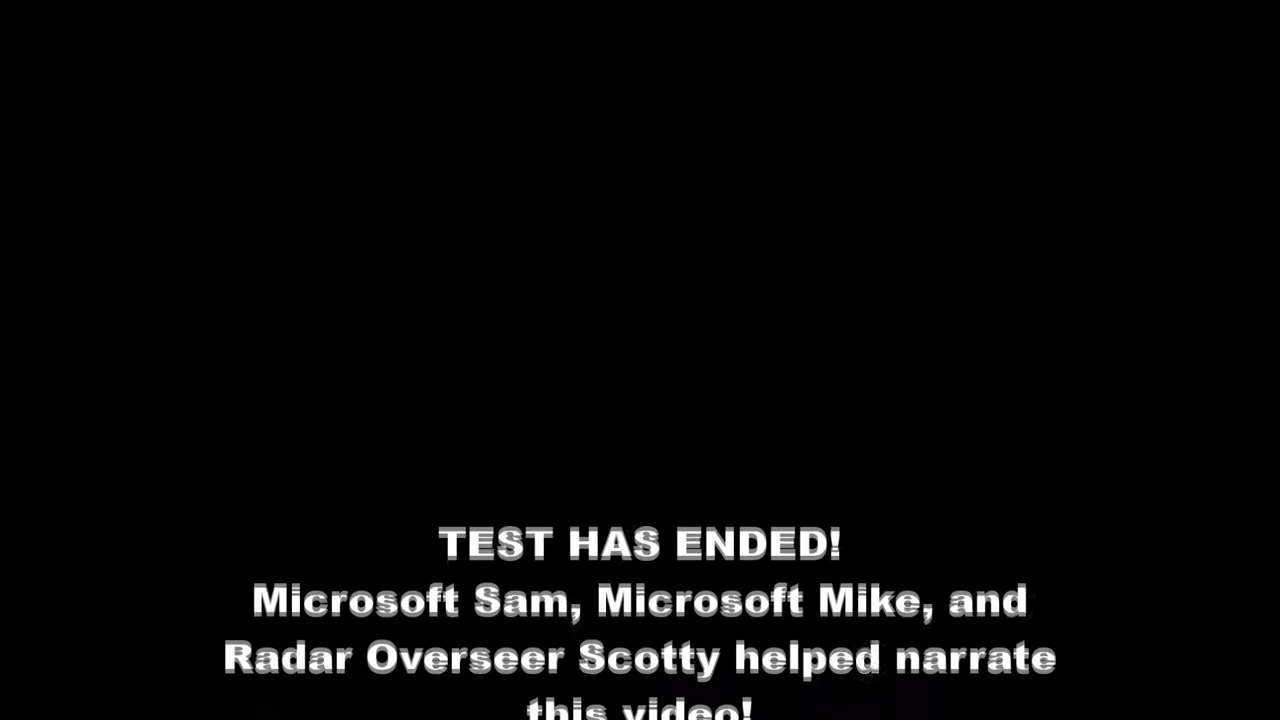 TEST HAS ENDED!
Microsoft Sam, Microsoft Mike, and
Radar Overseer Scotty helped narrate
this video!